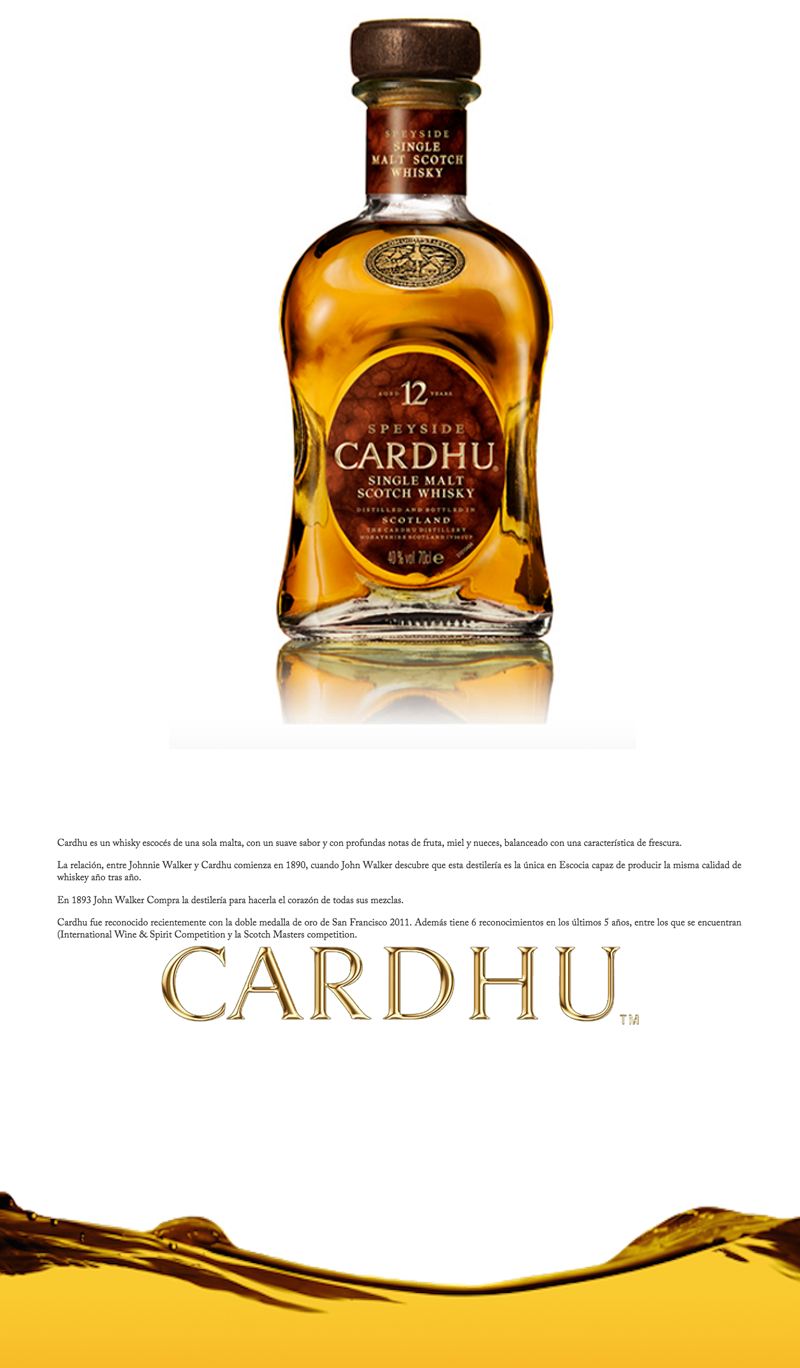 SPEYSIDE
SINGLE
MALT SCOTCH
WHISKY
AGED 12 YEARS
SPEYSIDE
CARDHU®
SINGLE MALT
SCOTCH WHISKY
DISTILLED AND BOTTLED IN
SCOTLAND
THE CARDHU DISTILLERY
MORAYSHIRE SCOTLAND
40% vol 70cl e
Cardhu es un whisky escocés de una sola malta, con un suave sabor y con profundas notas de fruta, miel y nueces, balanceado con una característica de frescura.
La relación, entre Johnnie Walker y Cardhu comienza en 1890, cuando John Walker descubre que esta destilería es la única en Escocia capaz de producir la misma calidad de
whiskey año tras año.
En 1893 John Walker Compra la destilería para hacerla el corazón de todas sus mezclas.
Cardhu fue reconocido recientemente con la doble medalla de oro de San Francisco 2011. Además tiene 6 reconocimientos en los últimos 5 años, entre los que se encuentran
(International Wine & Spirit Competition y la Scotch Masters competition.
CARDHU™